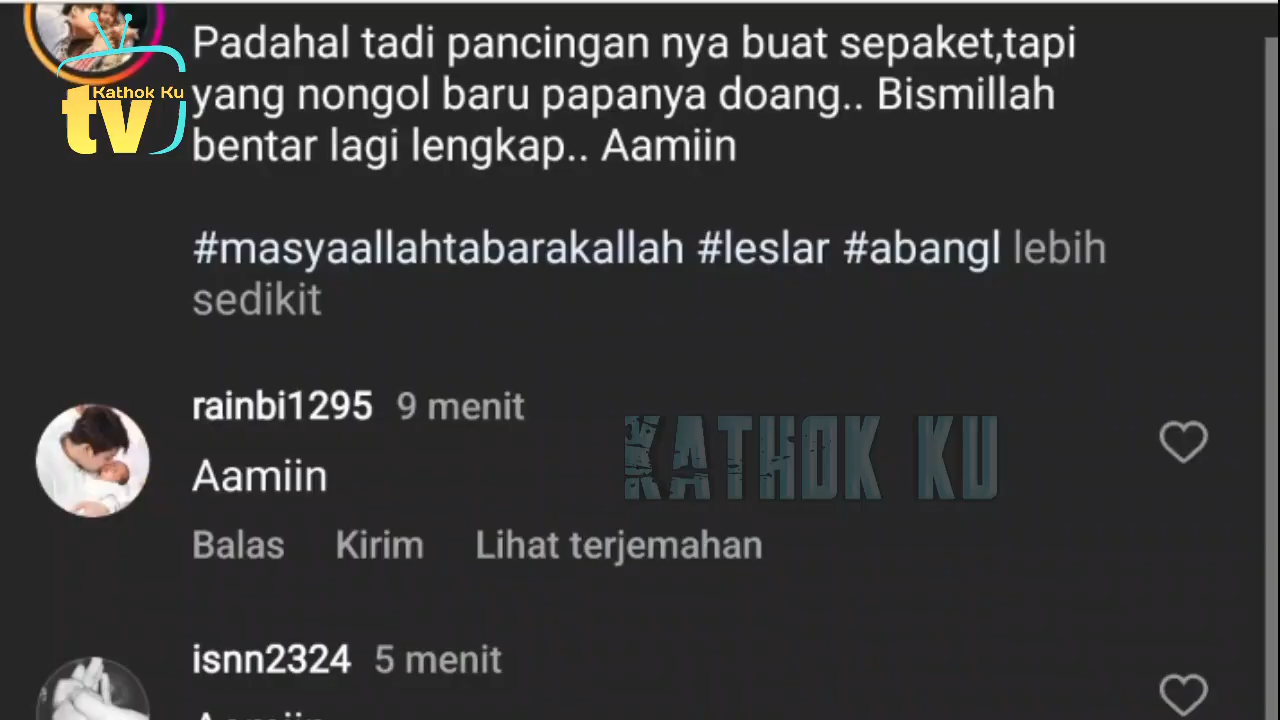 Padahal tadi pancingan nya buat sepaket,tapi
Kathok Ku
tv
yang nongol baru papanya doang.. Bismillah
bentar lagi lengkap.. Aamiin
#masyaallahtabarakallah #leslar #abangl lebih
sedikit
rainbi1295 9 menit
KATHOK KU
Aamiin
Balas Kirim Lihat terjemahan
isnn2324 5 menit